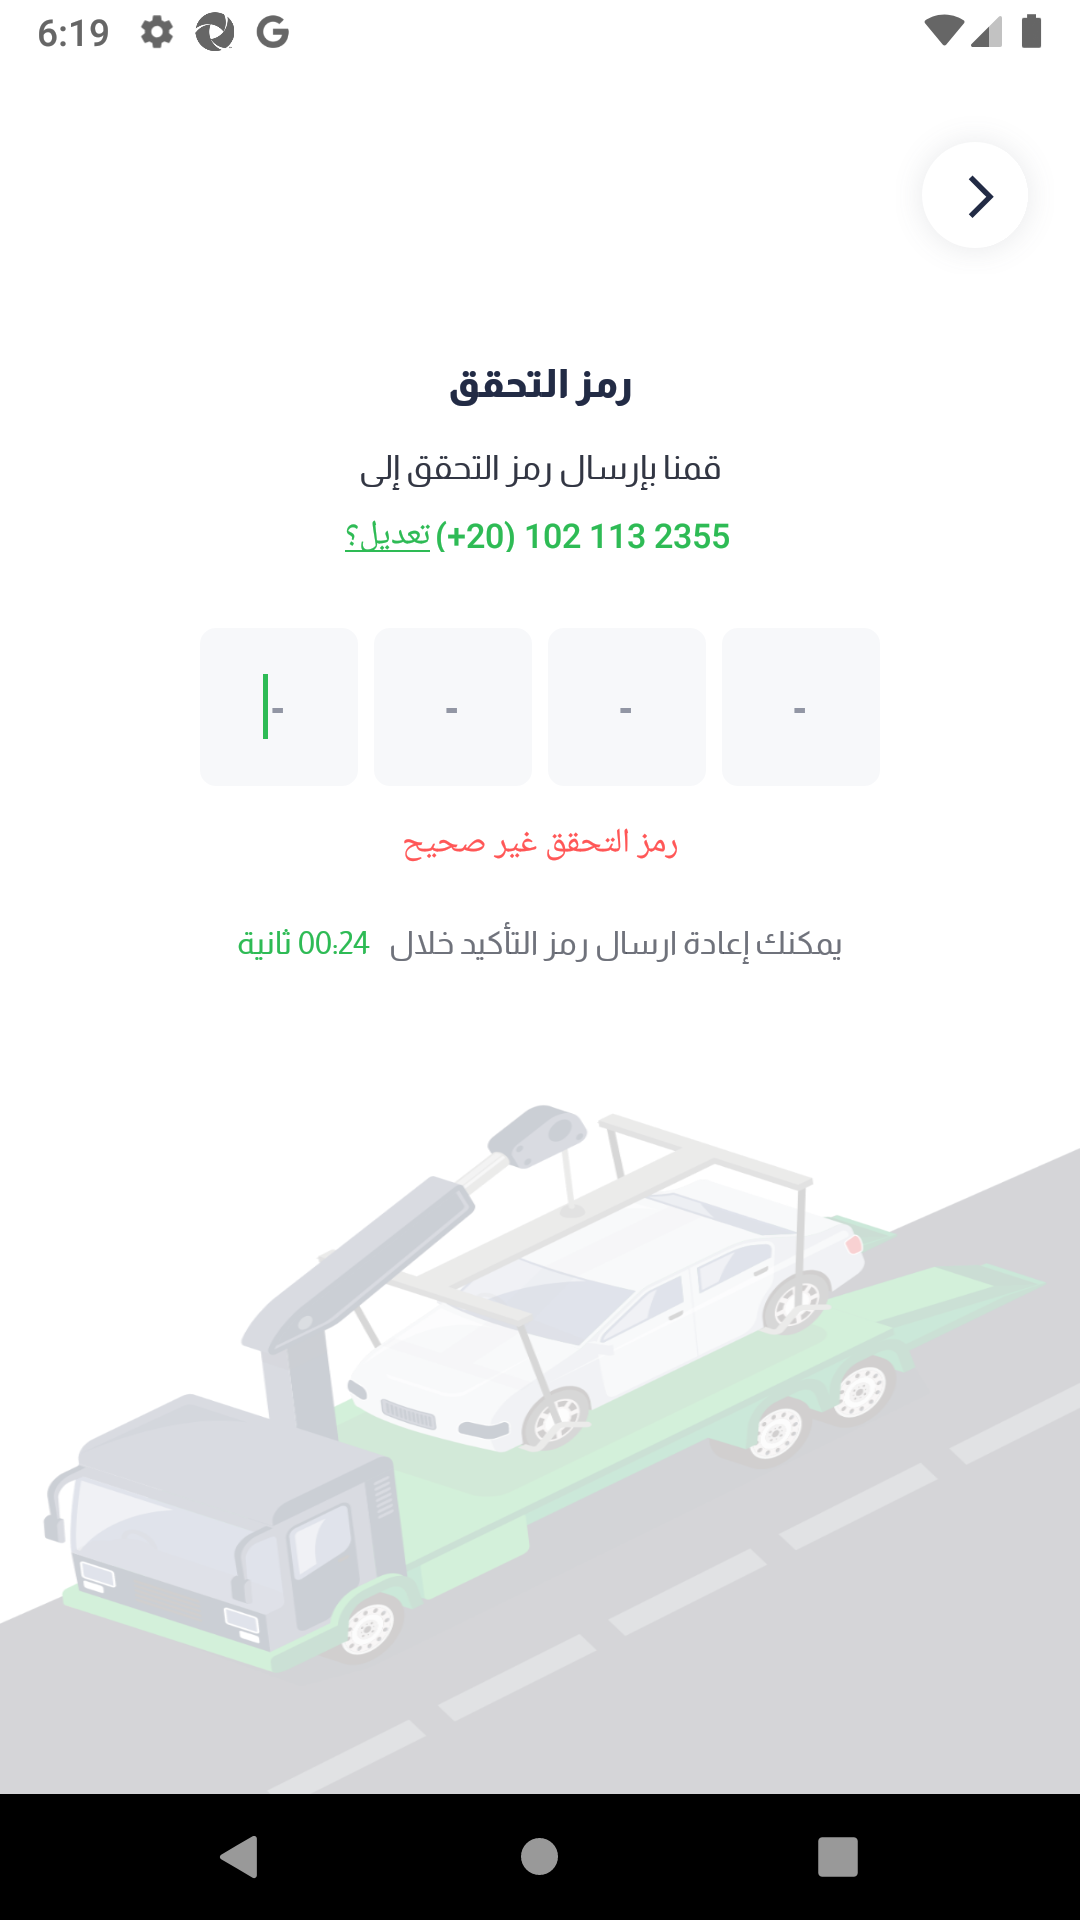 6:19
رمز التحقق
قمنا بإرسال رمز التحقق إلى
(+20) 102 113 2355 تعديل؟
- - - -
رمز التحقق غير صحيح
يمكنك إعادة ارسال رمز التأكيد خلال 00:24 ثانية